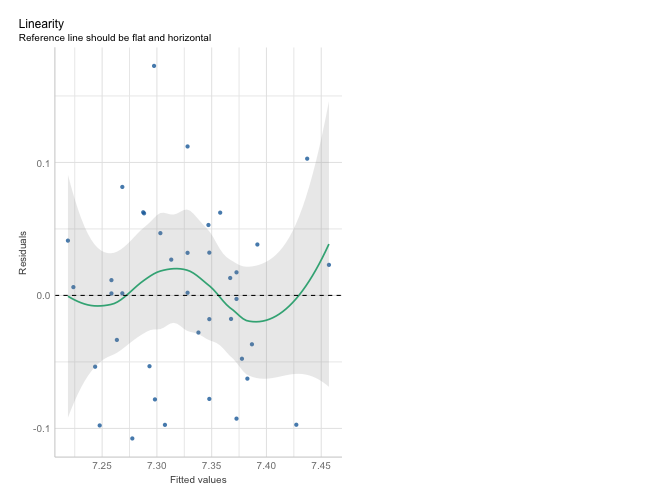 Linearity
Reference line should be flat and horizontal
Residuals
0.1
0.0
-0.1
7.25 7.30 7.35 7.40 7.45
Fitted values